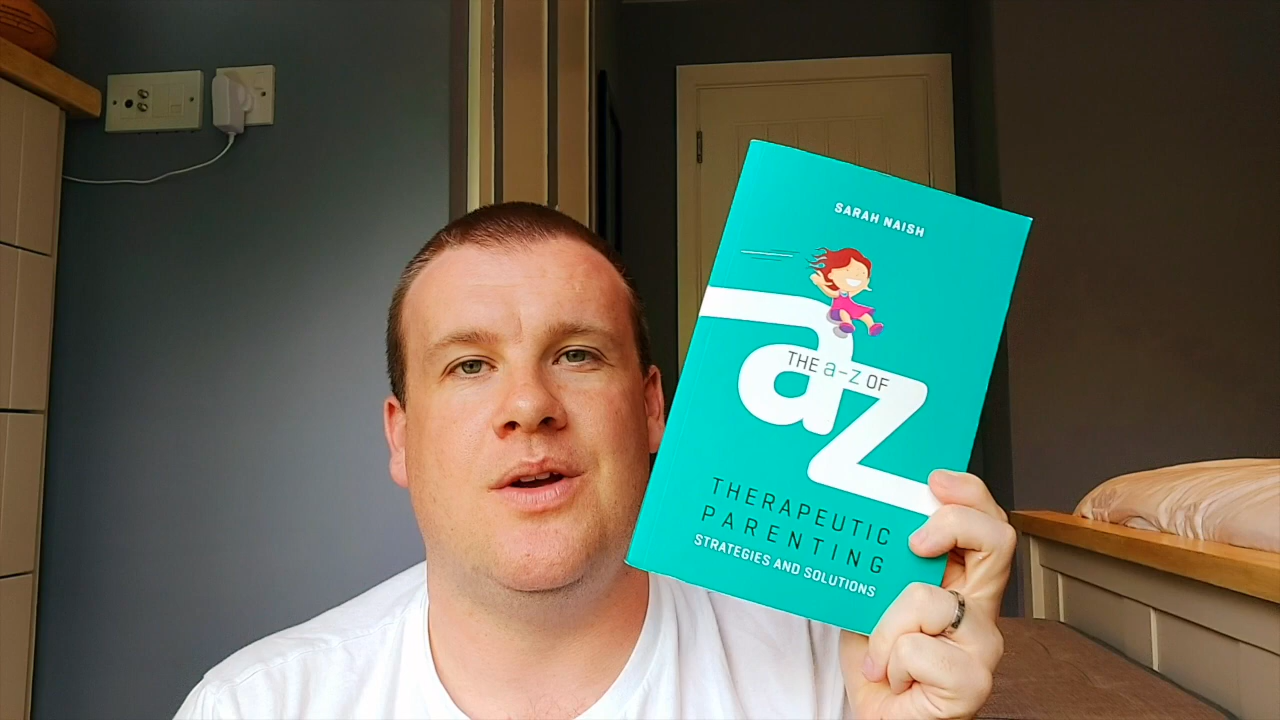 SARAH NAISH
az
THE a-z OF
THERAPEUTIC
PARENTING
STRATEGIES AND SOLUTIONS